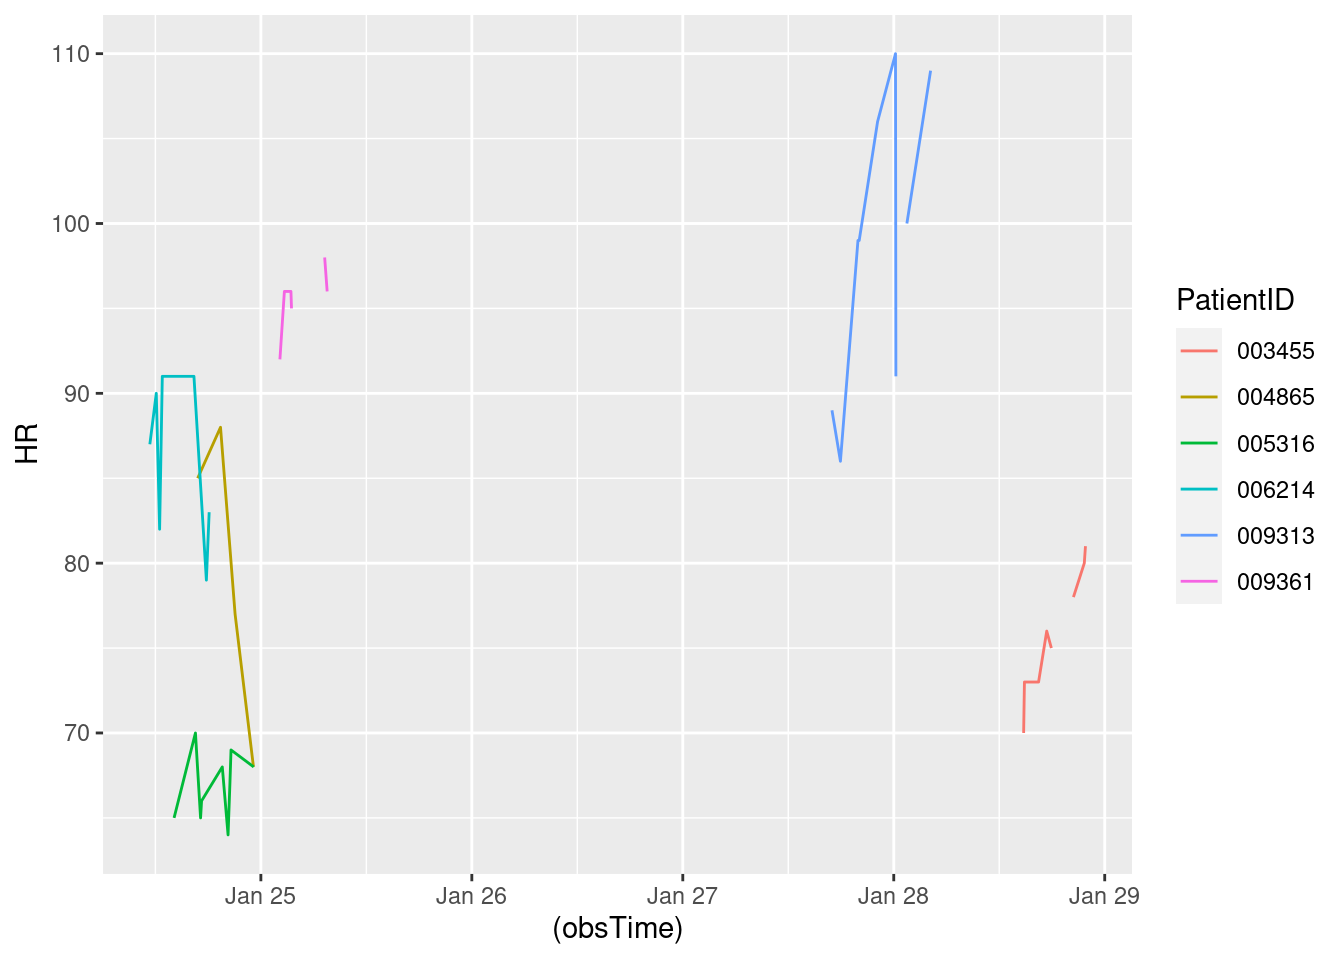 110
100
90
80
70
HR
Jan 25
Jan 26
Jan 27
Jan 28
Jan 29
(obsTime)
PatientID
003455
004865
005316
006214
009313
009361